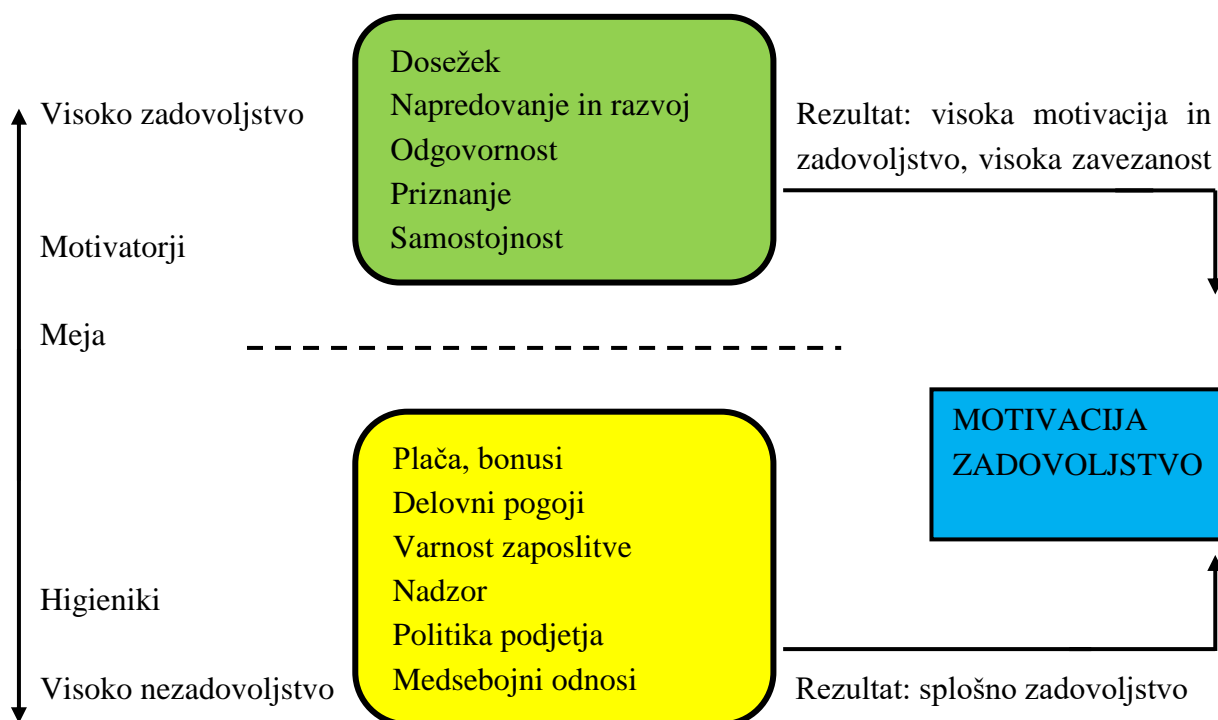 Dosežek
Napredovanje in razvoj
Odgovornost
Priznanje
Samostojnost
Visoko zadovoljstvo
Rezultat: visoka motivacija in
zadovoljstvo, visoka zavezanost
Motivatorji
Meja
MOTIVACIJA
ZADOVOLJSTVO
Plača, bonusi
Delovni pogoji
Varnost zaposlitve
Nadzor
Politika podjetja
Medsebojni odnosi
Higieniki
Visoko nezadovoljstvo
Rezultat: splošno zadovoljstvo